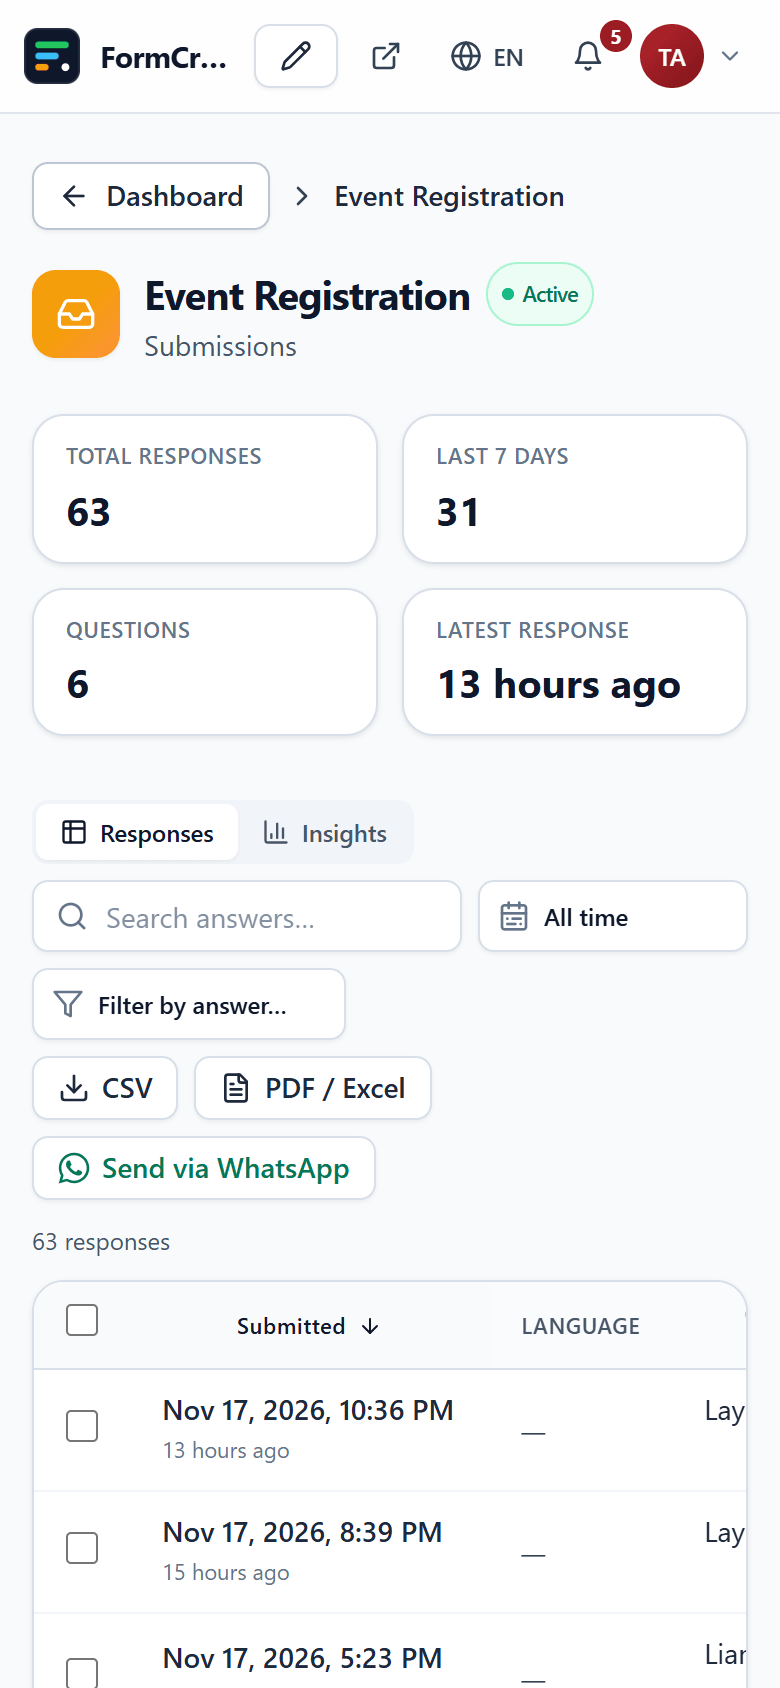 FormCr...
EN
5
TA
Dashboard
Event Registration
Event Registration
Active
Submissions
TOTAL RESPONSES
63
LAST 7 DAYS
31
QUESTIONS
6
LATEST RESPONSE
13 hours ago
Responses
Insights
Search answers...
All time
Filter by answer...
CSV
PDF / Excel
Send via WhatsApp
63 responses
Submitted
LANGUAGE
Nov 17, 2026, 10:36 PM
—
Lay
13 hours ago
Nov 17, 2026, 8:39 PM
—
Lay
15 hours ago
Nov 17, 2026, 5:23 PM
—